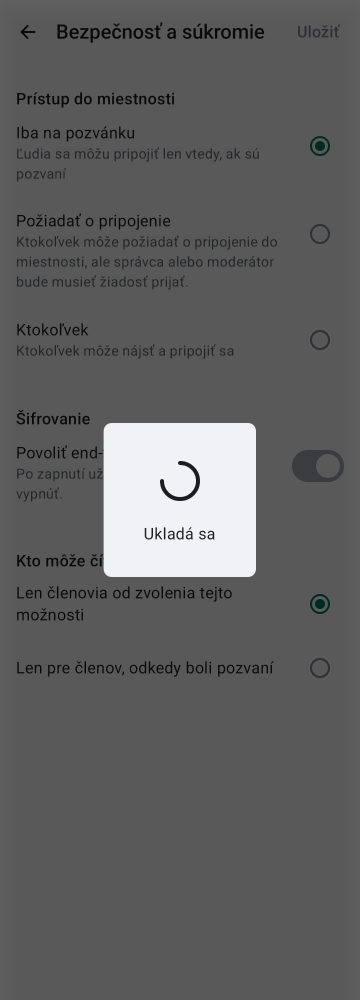 Bezpečnosť a súkromie
Uložiť
Prístup do miestnosti
Iba na pozvánku
Ľudia sa môžu pripojiť len vtedy, ak sú
pozvaní
Požiadať o pripojenie
Ktokoľvek môže požiadať o pripojenie do
miestnosti, ale správca alebo moderátor
bude musieť žiadosť prijať.
Ktokoľvek
Ktokoľvek môže nájsť a pripojiť sa
Šifrovanie
Povoliť end-
Po zapnutí už
vypnúť.
Ukladá sa
Kto môže čí
Len členovia od zvolenia tejto
možnosti
Len pre členov, odkedy boli pozvaní